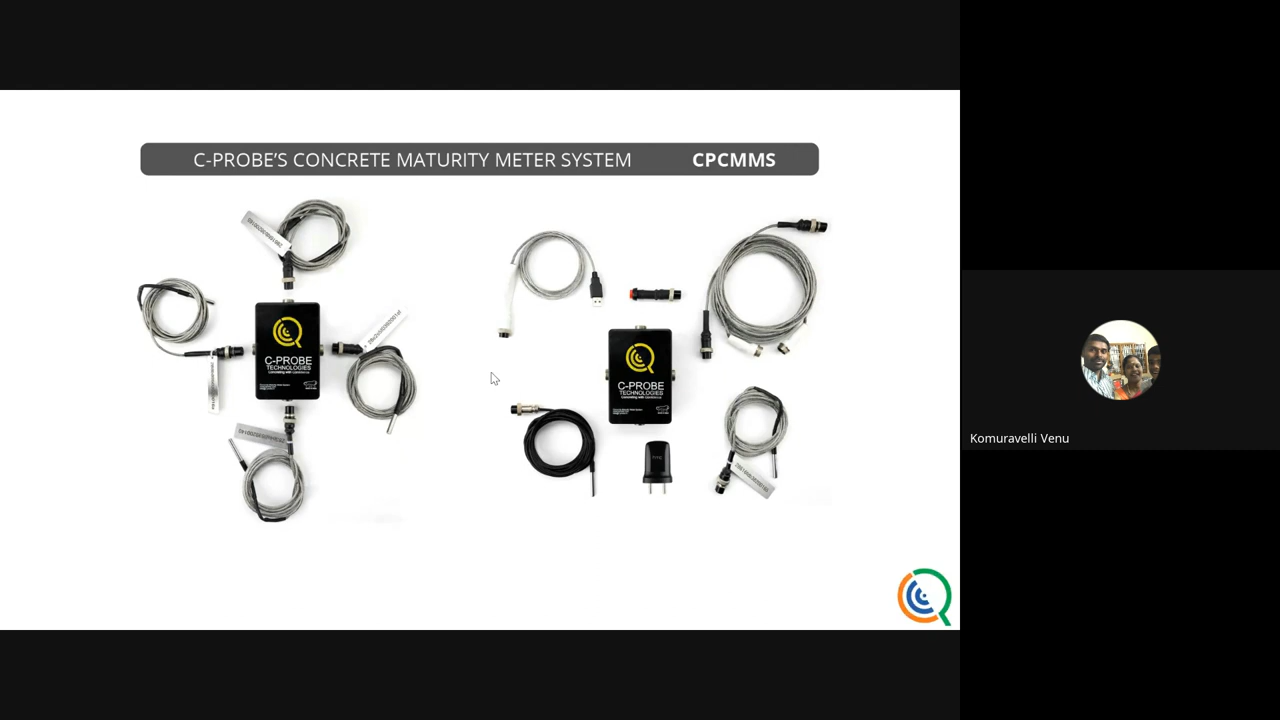 C-PROBE'S CONCRETE MATURITY METER SYSTEM CPCMMS
C-PROBE
TECHNOLOGIES
C-PROBE
TECHNOLOGIES
Komuravelli Venu